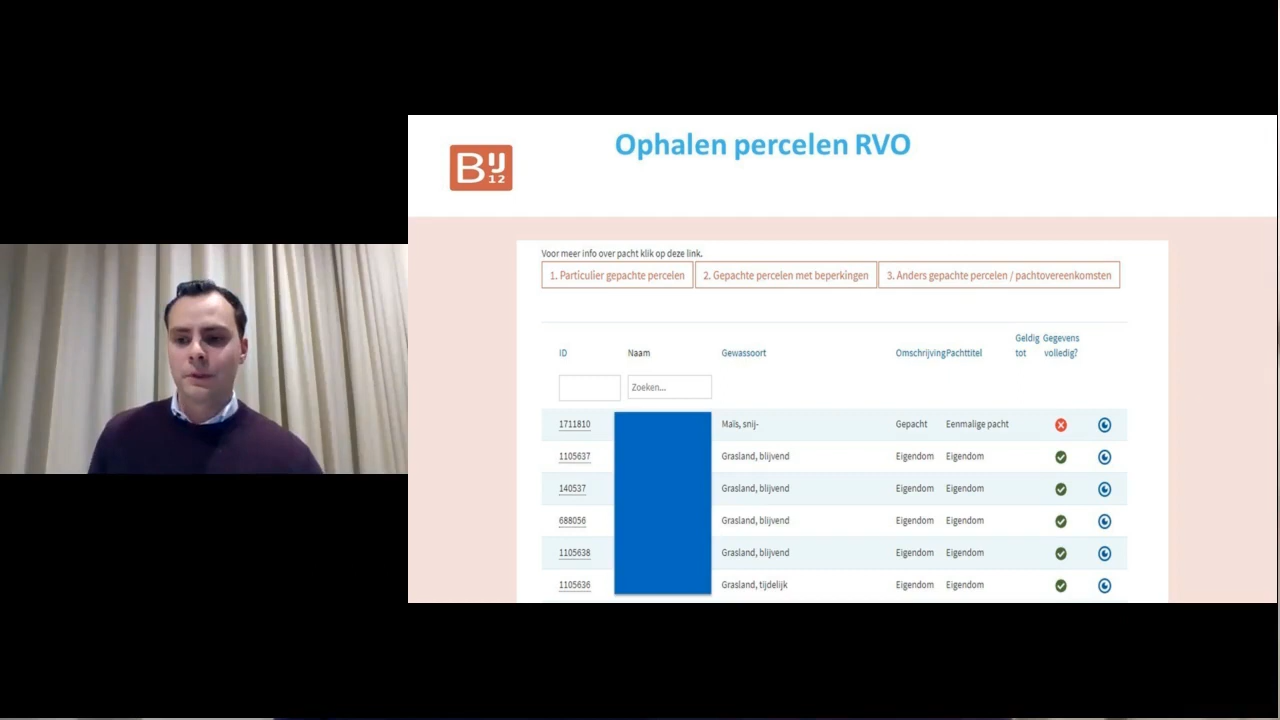 Ophalen percelen RVO
BIJ
12
Voor meer info over pacht klik op deze link.
1. Particulier gepachte percelen 2. Gepachte percelen met beperkingen 3. Anders gepachte percelen / pachtovereenkomsten
ID Naam Gewassoort Omschrijving Pachttitel Geldig tot Gegevens volledig?
Zoeken...
1711810 Maïs, snij- Gepacht Eenmalige pacht
1105637 Grasland, blijvend Eigendom Eigendom
140537 Grasland, blijvend Eigendom Eigendom
688056 Grasland, blijvend Eigendom Eigendom
1105638 Grasland, blijvend Eigendom Eigendom
1105636 Grasland, tijdelijk Eigendom Eigendom